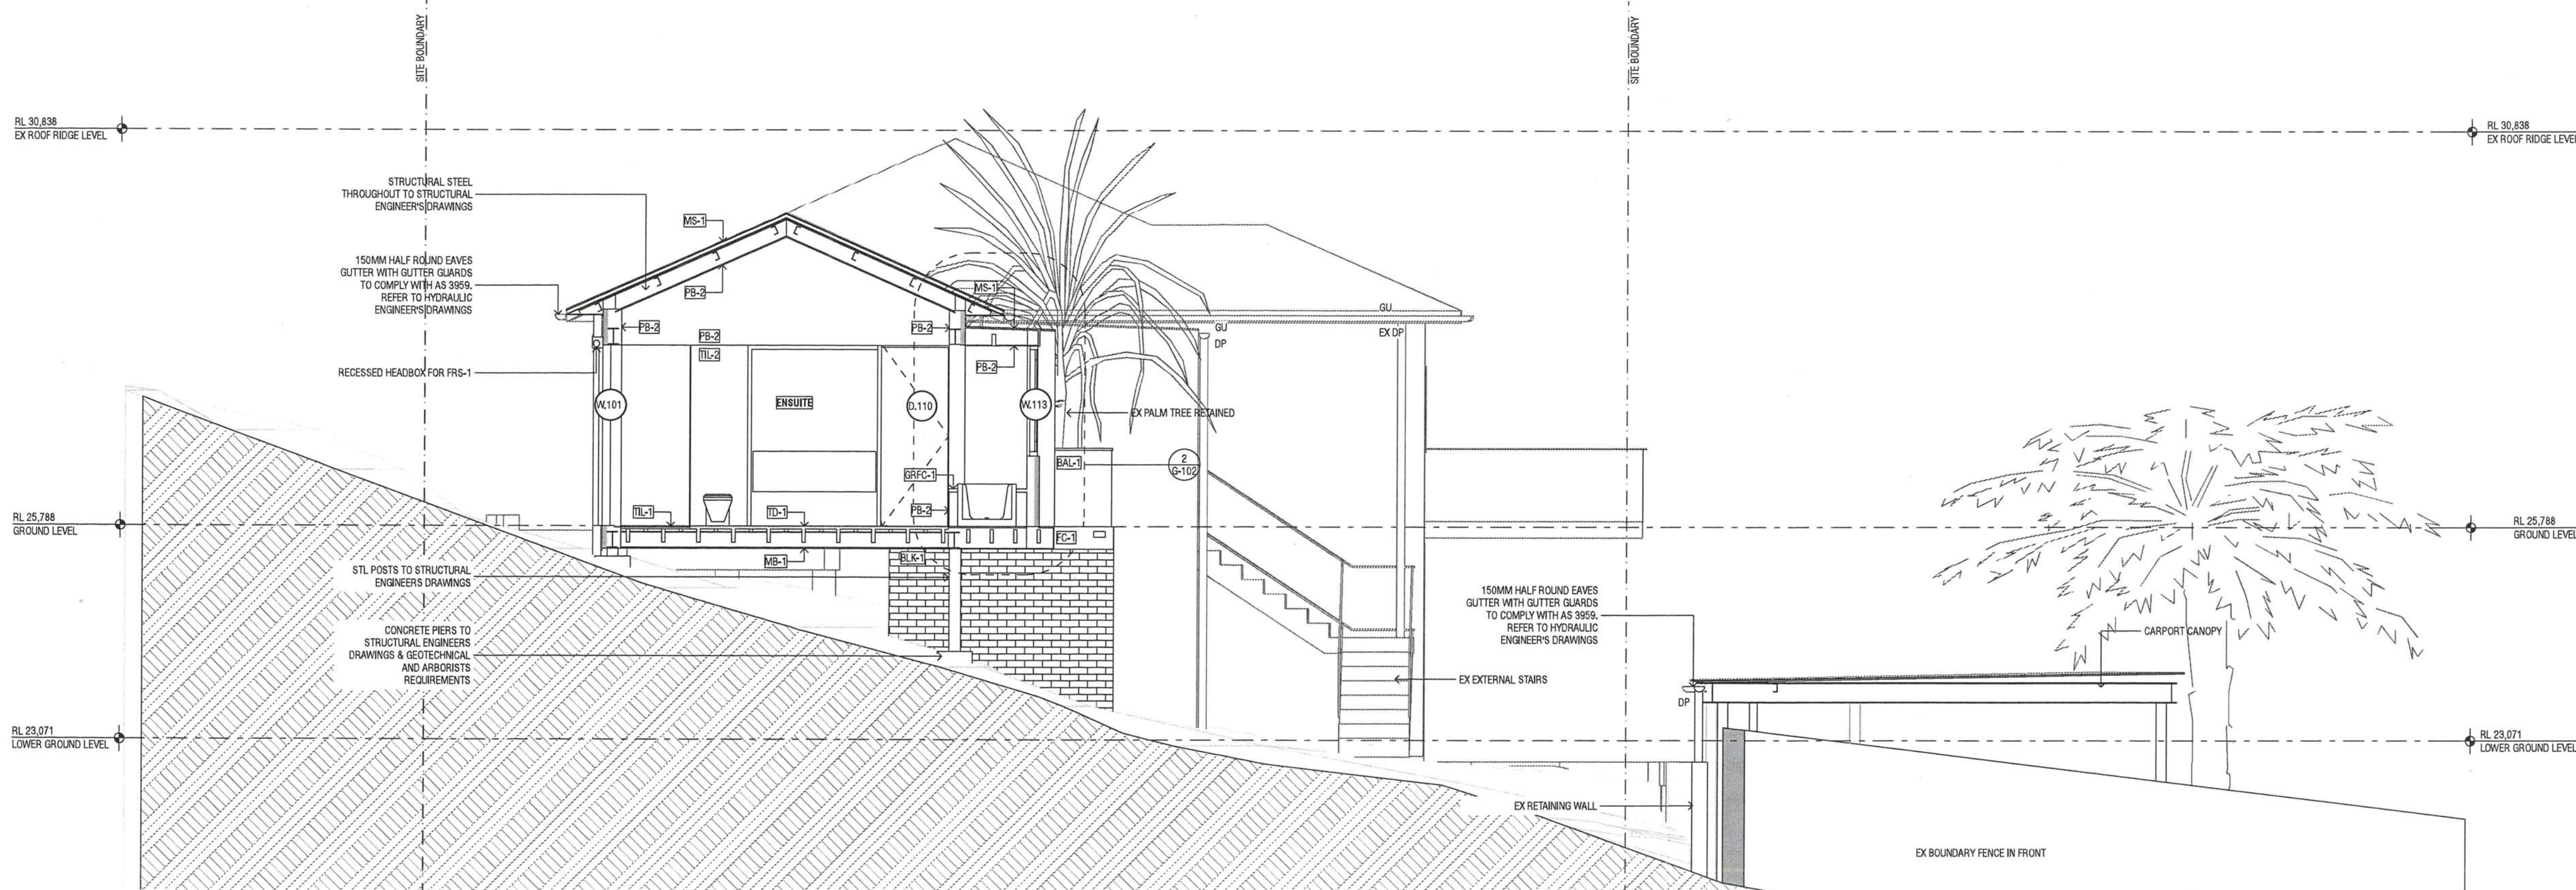 SITE BOUNDARY
SITE BOUNDARY
RL 30,838
EX ROOF RIDGE LEVEL
RL 30,838
EX ROOF RIDGE LEVEL
STRUCTURAL STEEL
THROUGHOUT TO STRUCTURAL
ENGINEER'S DRAWINGS
MS-1
150MM HALF ROUND EAVES
GUTTER WITH GUTTER GUARDS
TO COMPLY WITH AS 3959.
REFER TO HYDRAULIC
ENGINEER'S DRAWINGS
PB-2
MS-1
GU
GU
EX DP
DP
PB-2
PB-2
PB-2
TIL-2
PB-2
RECESSED HEADBOX FOR FRS-1
W.101
ENSUITE
D.110
W.113
EX PALM TREE RETAINED
BAL-1
2
G-102
GRFC-1
TIL-1
TD-1
PB-2
RL 25,788
GROUND LEVEL
RL 25,788
GROUND LEVEL
FC-1
MB-1
BLK-1
STL POSTS TO STRUCTURAL
ENGINEERS DRAWINGS
150MM HALF ROUND EAVES
GUTTER WITH GUTTER GUARDS
TO COMPLY WITH AS 3959.
REFER TO HYDRAULIC
ENGINEER'S DRAWINGS
CONCRETE PIERS TO
STRUCTURAL ENGINEERS
DRAWINGS & GEOTECHNICAL
AND ARBORISTS
REQUIREMENTS
CARPORT CANOPY
EX EXTERNAL STAIRS
DP
RL 23,071
LOWER GROUND LEVEL
RL 23,071
LOWER GROUND LEVEL
EX RETAINING WALL
EX BOUNDARY FENCE IN FRONT